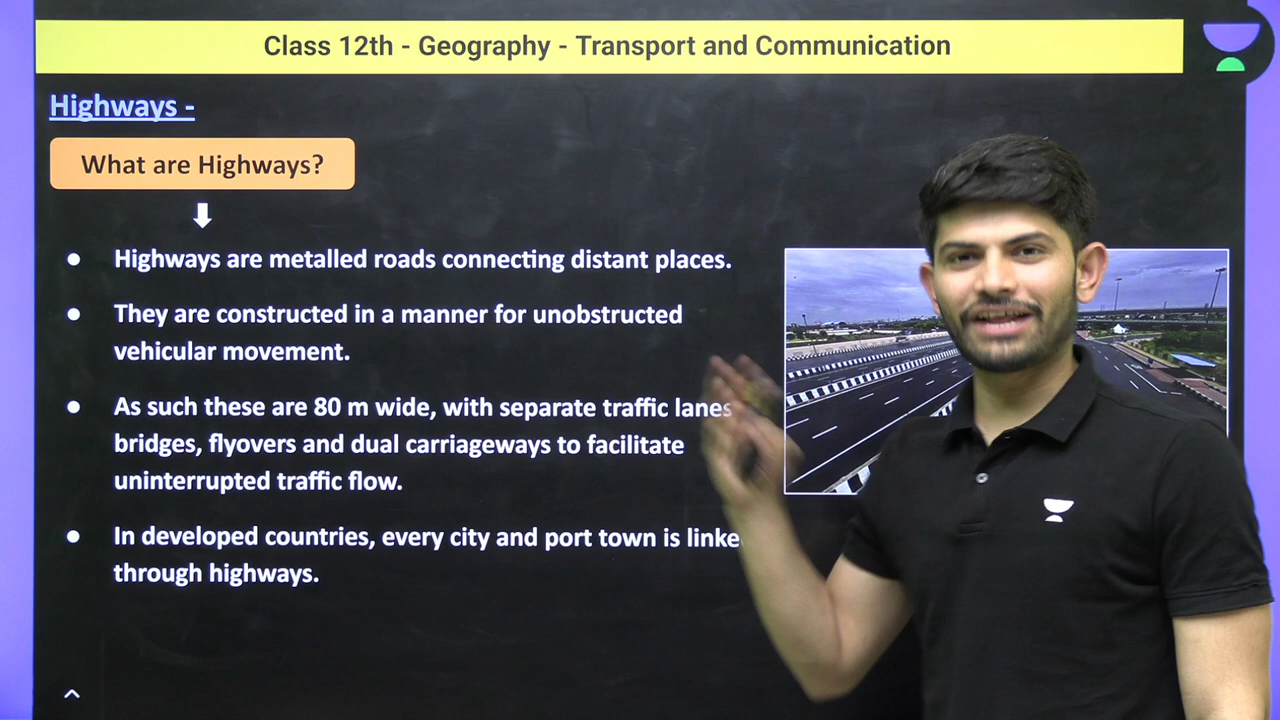 Class 12th - Geography - Transport and Communication
Highways -
What are Highways?
● Highways are metalled roads connecting distant places.
● They are constructed in a manner for unobstructed
vehicular movement.
● As such these are 80 m wide, with separate traffic lanes
bridges, flyovers and dual carriageways to facilitate
uninterrupted traffic flow.
● In developed countries, every city and port town is linke
through highways.